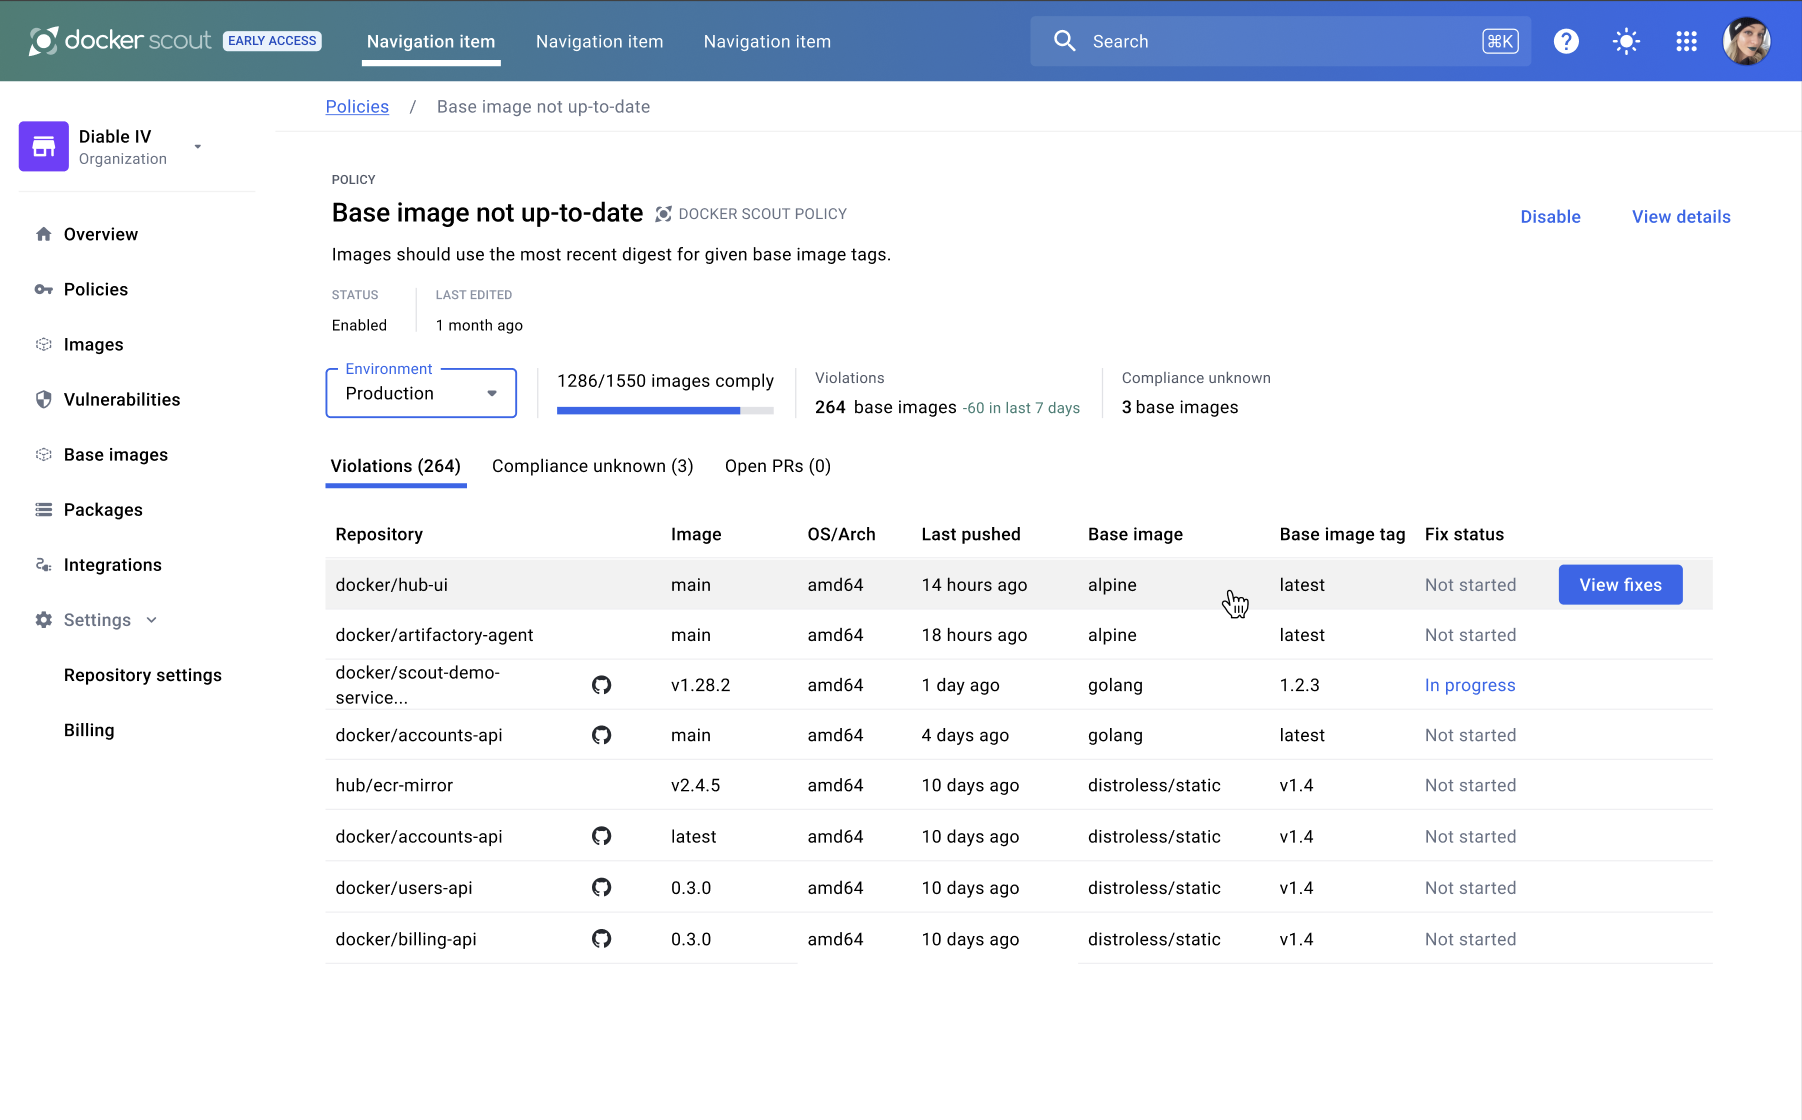 docker scout EARLY ACCESS Navigation item Navigation item Navigation item Search ⌘K
Policies / Base image not up-to-date
Diable IV
Organization
Overview
Policies
Images
Vulnerabilities
Base images
Packages
Integrations
Settings
Repository settings
Billing
POLICY
Base image not up-to-date DOCKER SCOUT POLICY
Disable View details
Images should use the most recent digest for given base image tags.
STATUS LAST EDITED
Enabled 1 month ago
Environment
Production
1286/1550 images comply
Violations
264 base images -60 in last 7 days
Compliance unknown
3 base images
Violations (264) Compliance unknown (3) Open PRs (0)
Repository Image OS/Arch Last pushed Base image Base image tag Fix status
docker/hub-ui main amd64 14 hours ago alpine latest Not started View fixes
docker/artifactory-agent main amd64 18 hours ago alpine latest Not started
docker/scout-demo-
service... v1.28.2 amd64 1 day ago golang 1.2.3 In progress
docker/accounts-api main amd64 4 days ago golang latest Not started
hub/ecr-mirror v2.4.5 amd64 10 days ago distroless/static v1.4 Not started
docker/accounts-api latest amd64 10 days ago distroless/static v1.4 Not started
docker/users-api 0.3.0 amd64 10 days ago distroless/static v1.4 Not started
docker/billing-api 0.3.0 amd64 10 days ago distroless/static v1.4 Not started